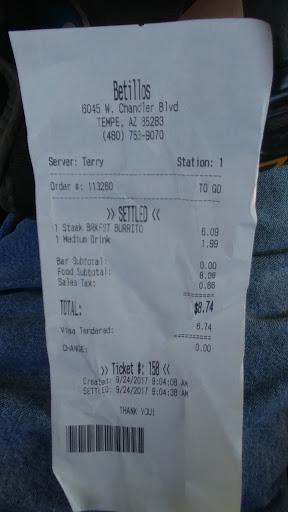 Betillos
6045 W. Chandler Blvd
TEMPE, AZ 85283
(480) 753-9070
Server: Terry Station: 1
Order #: 113260 TO GO
>> SETTLED <<
1 Steak BRKFST BURRITO 6.09
1 Medium Drink 1.99
Bar Subtotal: 0.00
Food Subtotal: 8.08
Sales Tax: 0.66
TOTAL: $8.74
Visa Tendered: 8.74
CHANGE: 0.00
>> Ticket #: 158 <<
Created: 9/24/2017 9:04:08 AM
SETTLED: 9/24/2017 9:04:38 AM
THANK YOU!